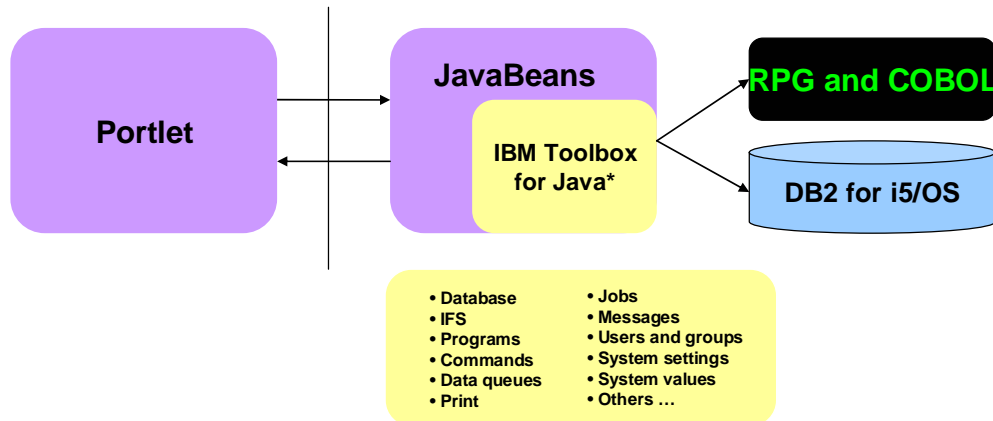 Portlet
JavaBeans
IBM Toolbox
for Java*
RPG and COBOL
DB2 for i5/OS
• Database
• IFS
• Programs
• Commands
• Data queues
• Print
• Jobs
• Messages
• Users and groups
• System settings
• System values
• Others …